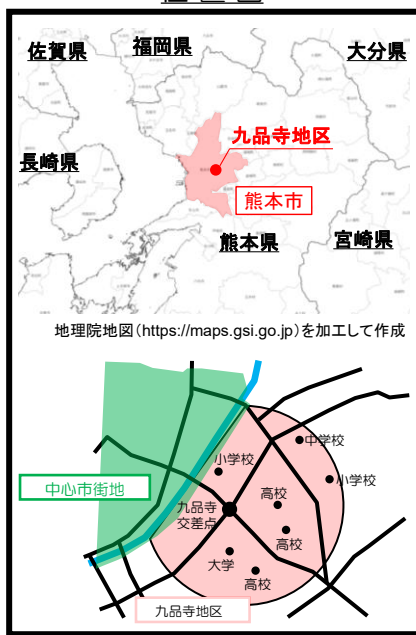 佐賀県
福岡県
大分県
九品寺地区
長崎県
熊本市
熊本県
宮崎県
地理院地図(https://maps.gsi.go.jp)を加工して作成
中学校
小学校
小学校
中心市街地
高校
九品寺
交差点
高校
大学
高校
九品寺地区